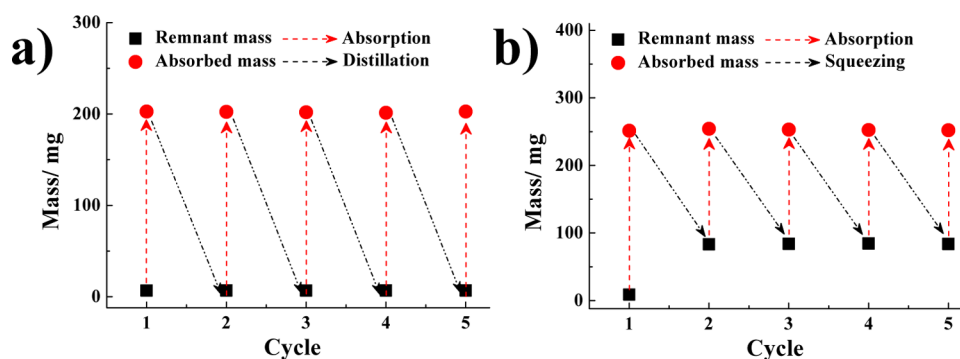 a)
Remnant mass
Absorption
Absorbed mass
Distillation
300
200
100
0
Mass/ mg
1 2 3 4 5
Cycle
b)
Remnant mass
Absorption
Absorbed mass
Squeezing
400
300
200
100
0
Mass/ mg
1 2 3 4 5
Cycle